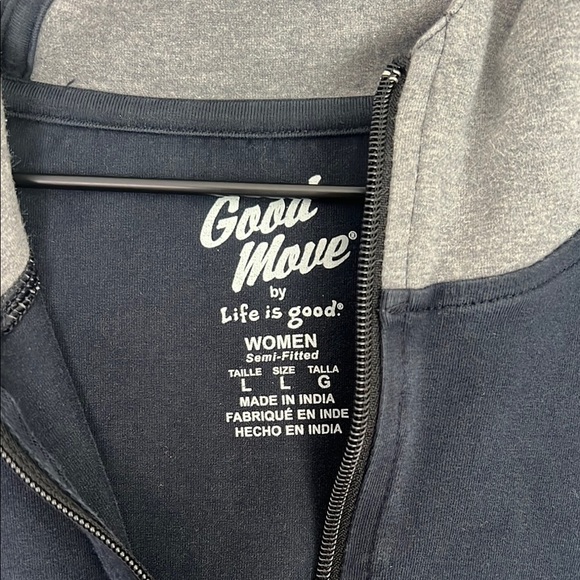 Good
Move®
by
Life is good.®
WOMEN
Semi-Fitted
TAILLE SIZE TALLA
L L G
MADE IN INDIA
FABRIQUÉ EN INDE
HECHO EN INDIA